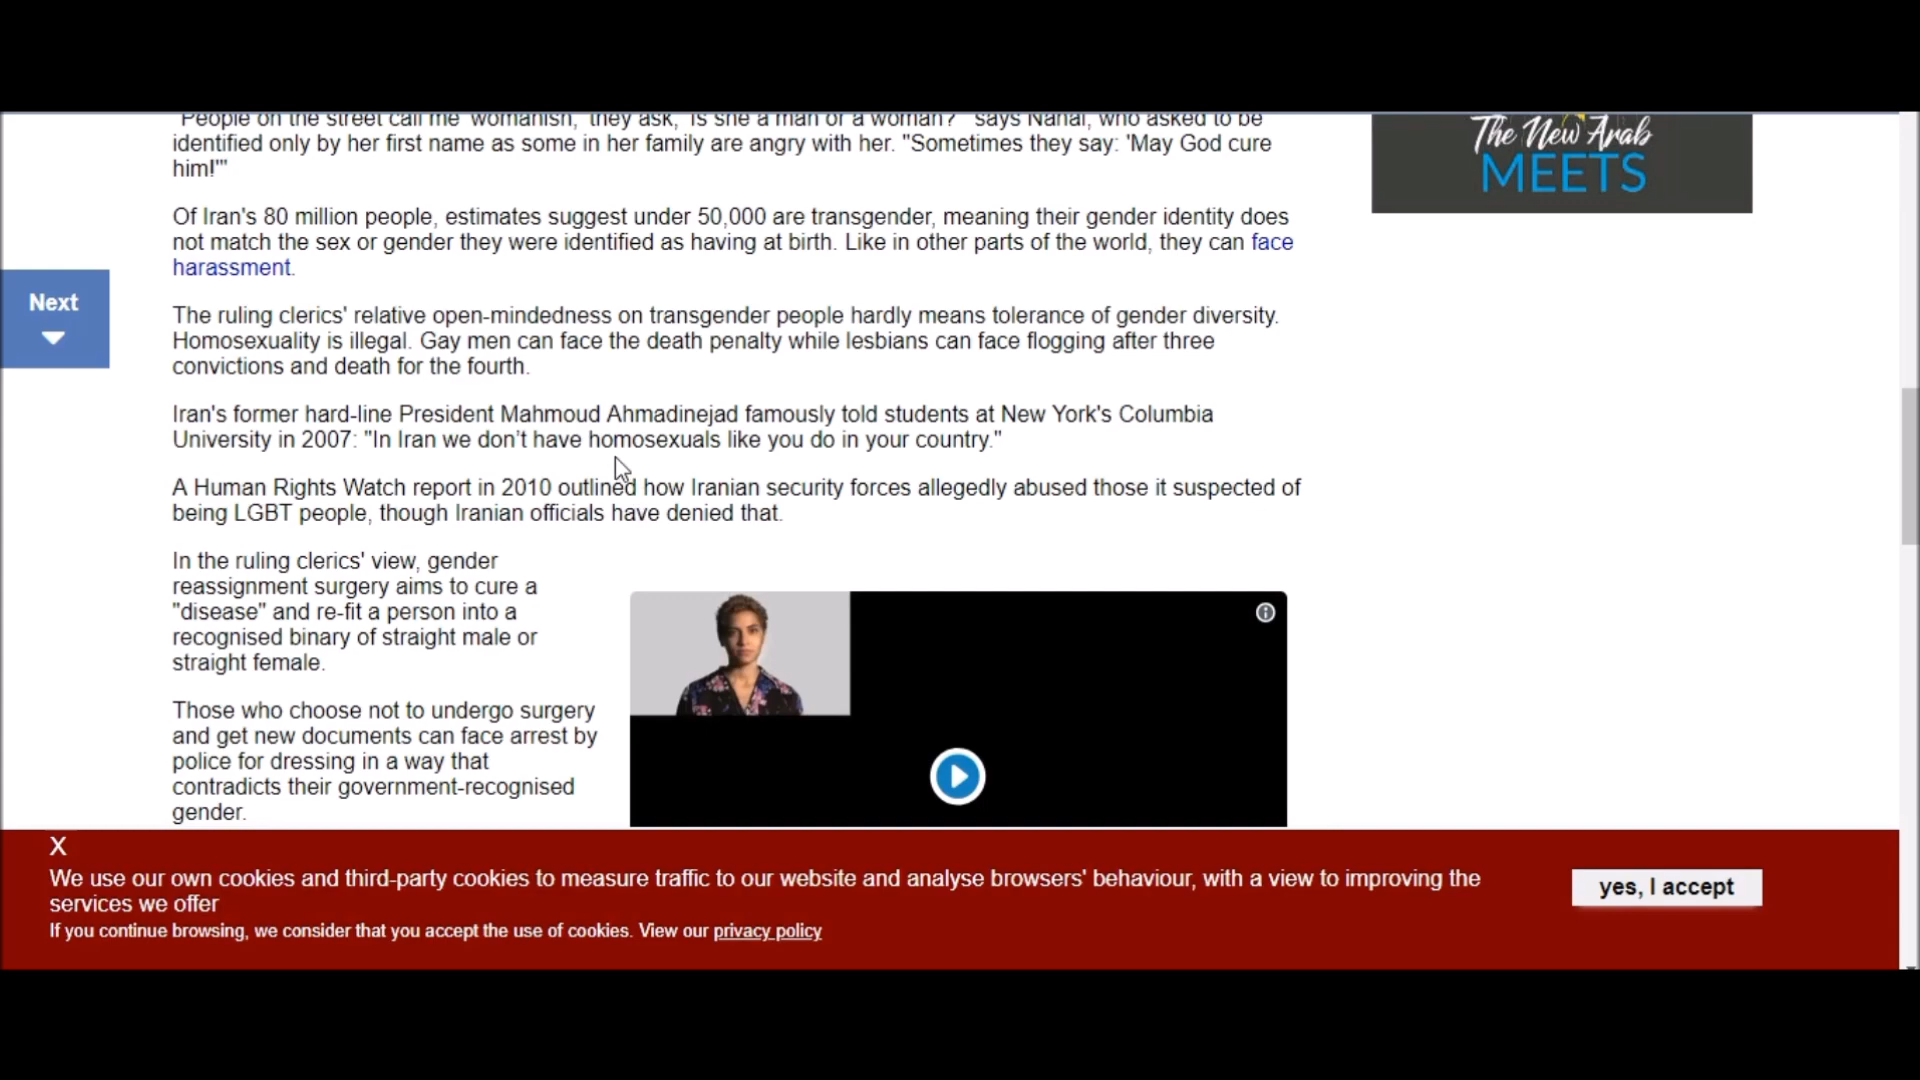 "People on the street call me 'womanish,' they ask, 'Is she a man or a woman?'" says Nahal, who asked to be
identified only by her first name as some in her family are angry with her. "Sometimes they say: 'May God cure
him!'"
Of Iran's 80 million people, estimates suggest under 50,000 are transgender, meaning their gender identity does
not match the sex or gender they were identified as having at birth. Like in other parts of the world, they can face
harassment.
The ruling clerics' relative open-mindedness on transgender people hardly means tolerance of gender diversity.
Homosexuality is illegal. Gay men can face the death penalty while lesbians can face flogging after three
convictions and death for the fourth.
Iran's former hard-line President Mahmoud Ahmadinejad famously told students at New York's Columbia
University in 2007: "In Iran we don't have homosexuals like you do in your country."
A Human Rights Watch report in 2010 outlined how Iranian security forces allegedly abused those it suspected of
being LGBT people, though Iranian officials have denied that.
In the ruling clerics' view, gender
reassignment surgery aims to cure a
"disease" and re-fit a person into a
recognised binary of straight male or
straight female.
Those who choose not to undergo surgery
and get new documents can face arrest by
police for dressing in a way that
contradicts their government-recognised
gender.
The New Arab
MEETS
Next
X
We use our own cookies and third-party cookies to measure traffic to our website and analyse browsers' behaviour, with a view to improving the
services we offer
If you continue browsing, we consider that you accept the use of cookies. View our privacy policy
yes, I accept